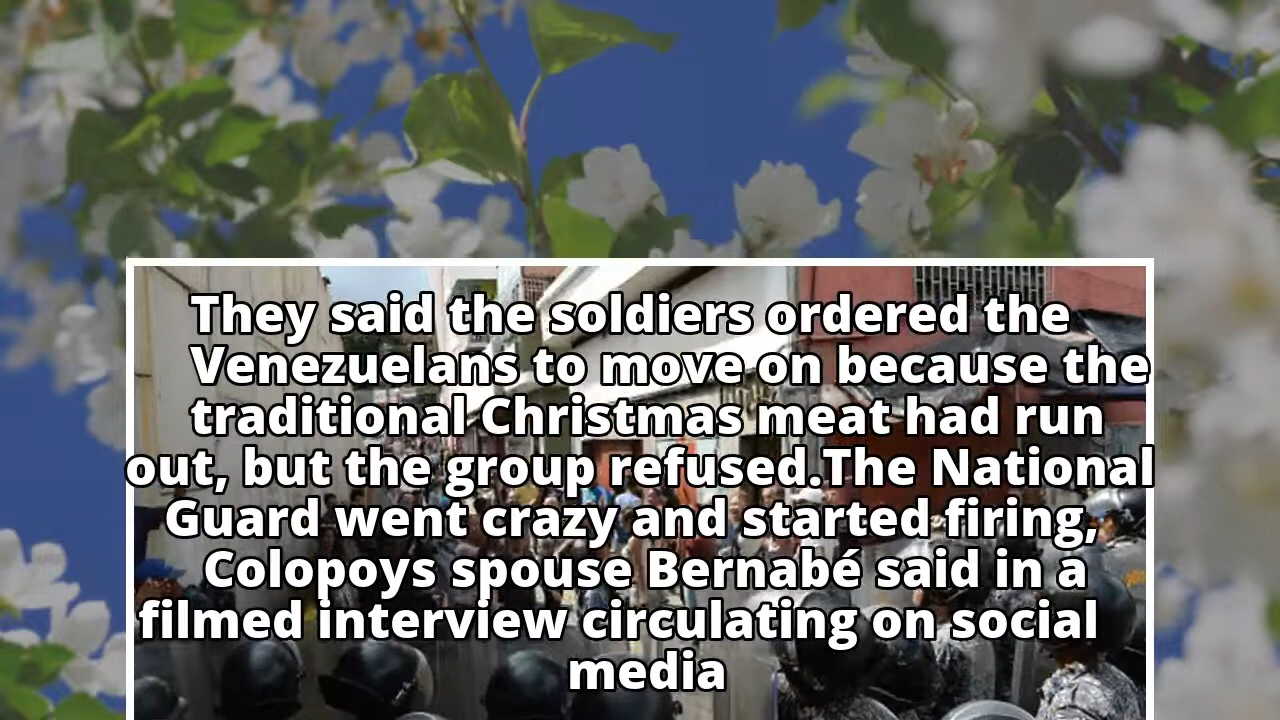 They said the soldiers ordered the
Venezuelans to move on because the
traditional Christmas meat had run
out, but the group refused.The National
Guard went crazy and started firing,
Colopoys spouse Bernabé said in a
filmed interview circulating on social
media